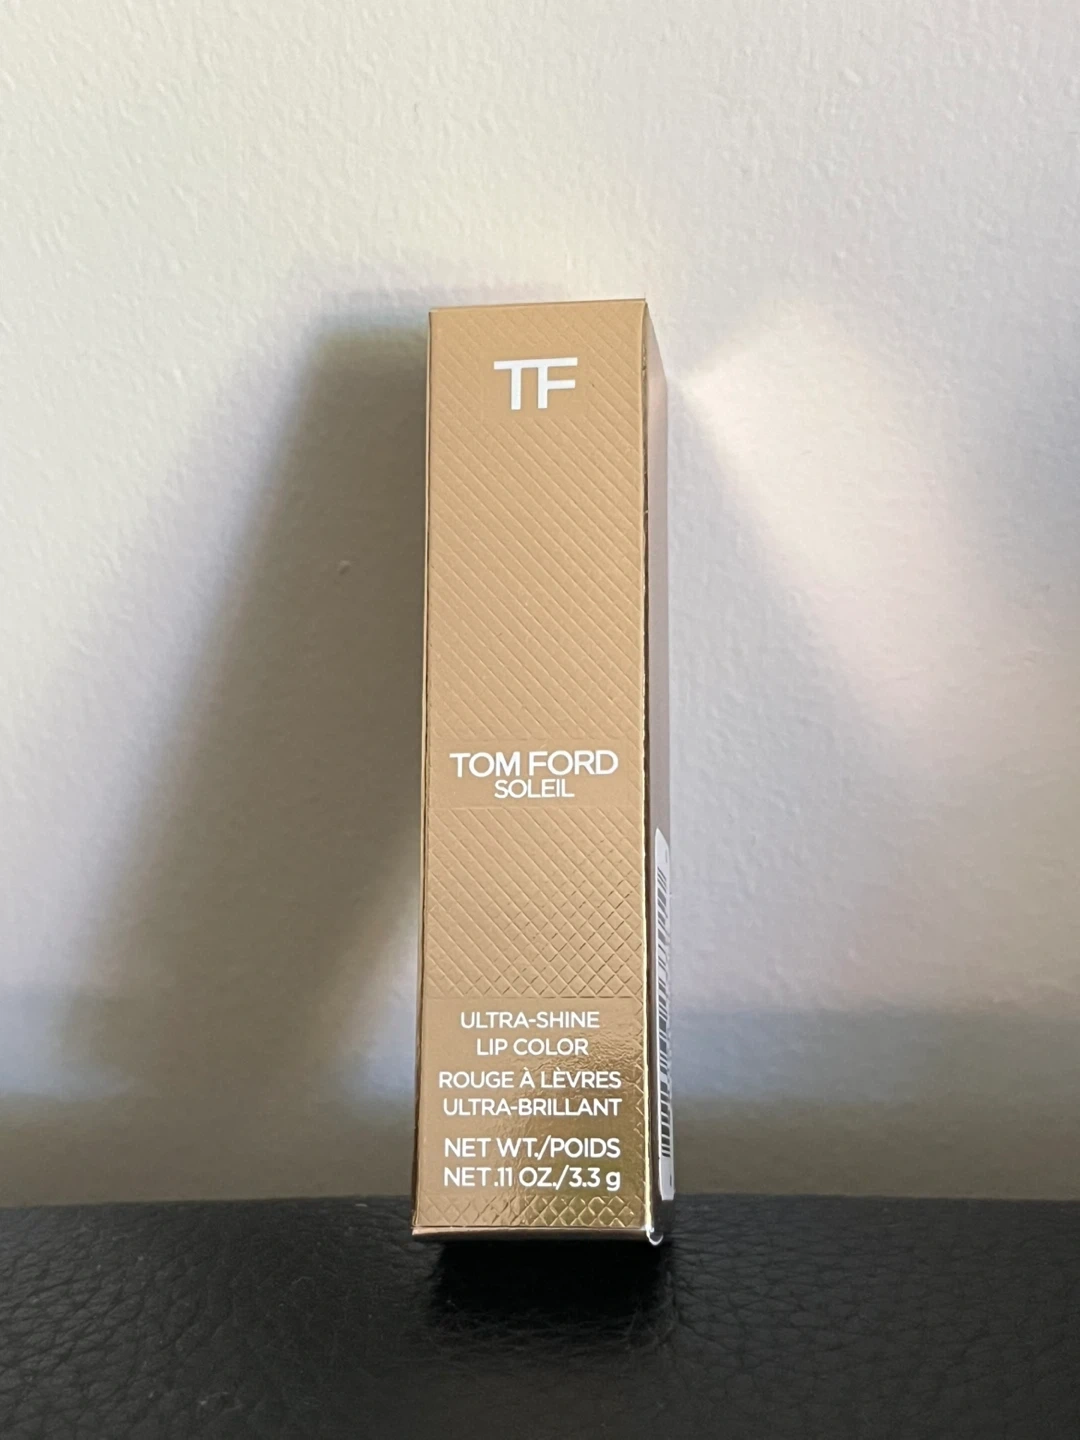 TF
TOM FORD
SOLEIL
ULTRA-SHINE
LIP COLOR
ROUGE À LÈVRES
ULTRA-BRILLANT
NET WT./POIDS
NET .11 OZ./3.3 g